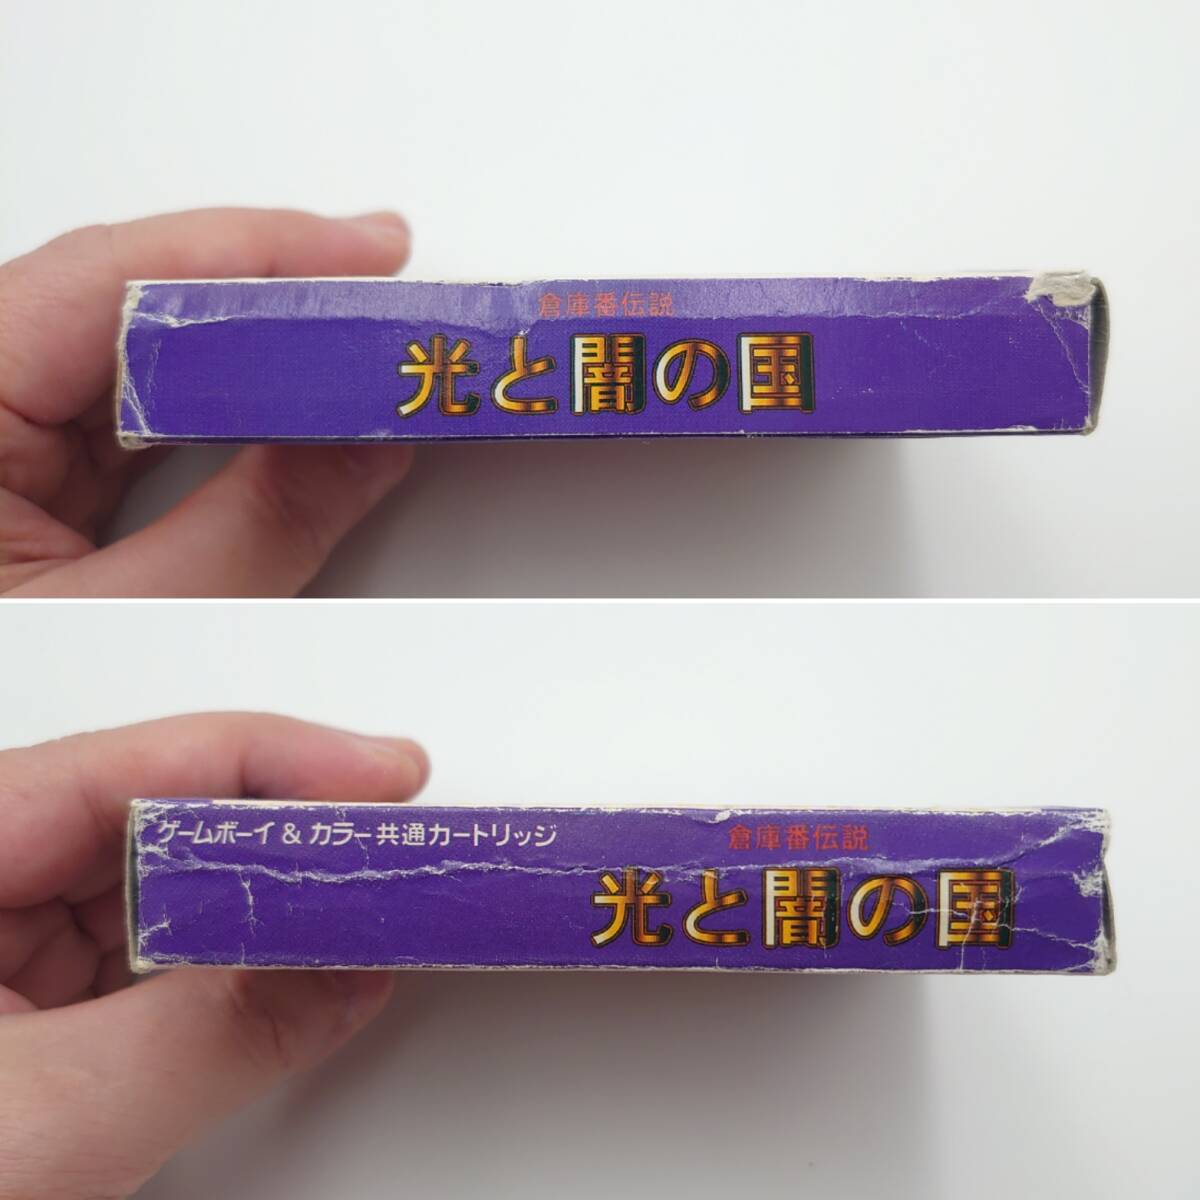 倉庫番伝説
光と闇の国
ゲームボーイ & カラー共通カートリッジ
倉庫番伝説
光と闇の国